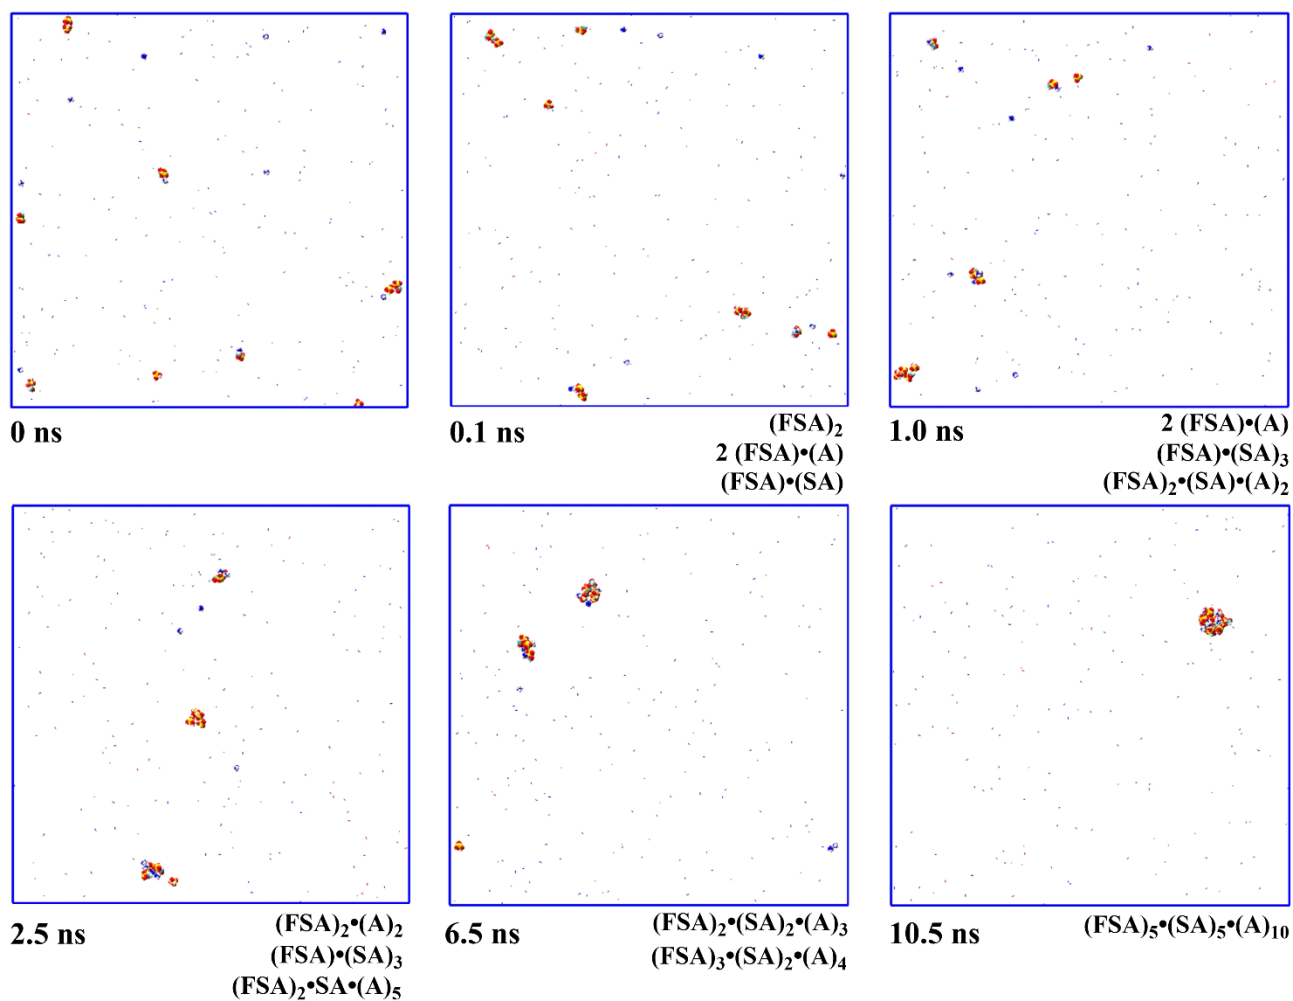 0 ns
0.1 ns
(FSA)₂
2 (FSA)•(A)
(FSA)•(SA)
1.0 ns
2 (FSA)•(A)
(FSA)•(SA)₃
(FSA)₂•(SA)•(A)₂
2.5 ns
(FSA)₂•(A)₂
(FSA)•(SA)₃
(FSA)₂•SA•(A)₅
6.5 ns
(FSA)₂•(SA)₂•(A)₃
(FSA)₃•(SA)₂•(A)₄
10.5 ns
(FSA)₅•(SA)₅•(A)₁₀